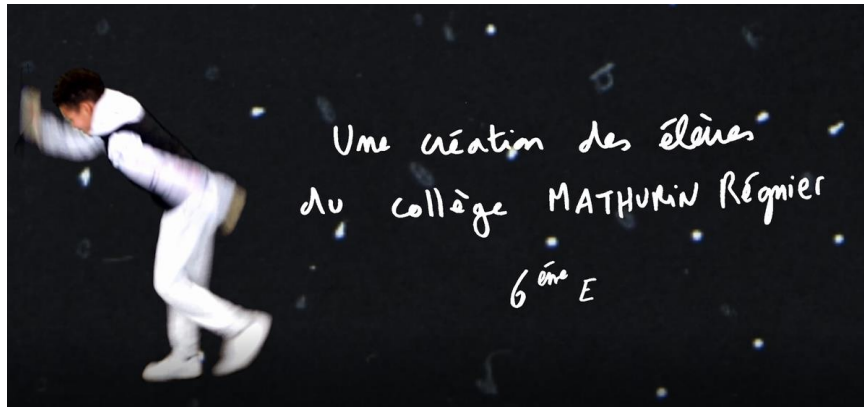 Une création des élèves
du collège MATHURIN Régnier
6ème E